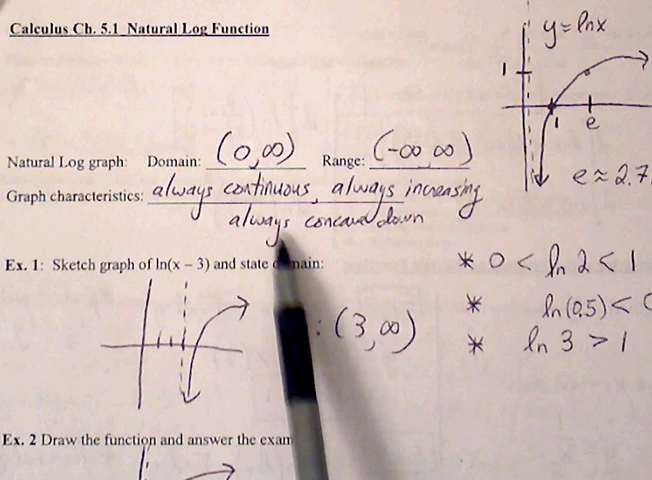 Calculus Ch. 5.1 Natural Log Function
y = ln x
1
1 e
e ≈ 2.7
Natural Log graph: Domain: (0,∞) Range: (-∞,∞)
Graph characteristics: always continuous, always increasing
always concave down
Ex. 1: Sketch graph of ln(x – 3) and state
: (3,∞)
* 0 < ln 2 < 1
* ln(0.5) <
* ln 3 > 1
Ex. 2 Draw the function and answer the